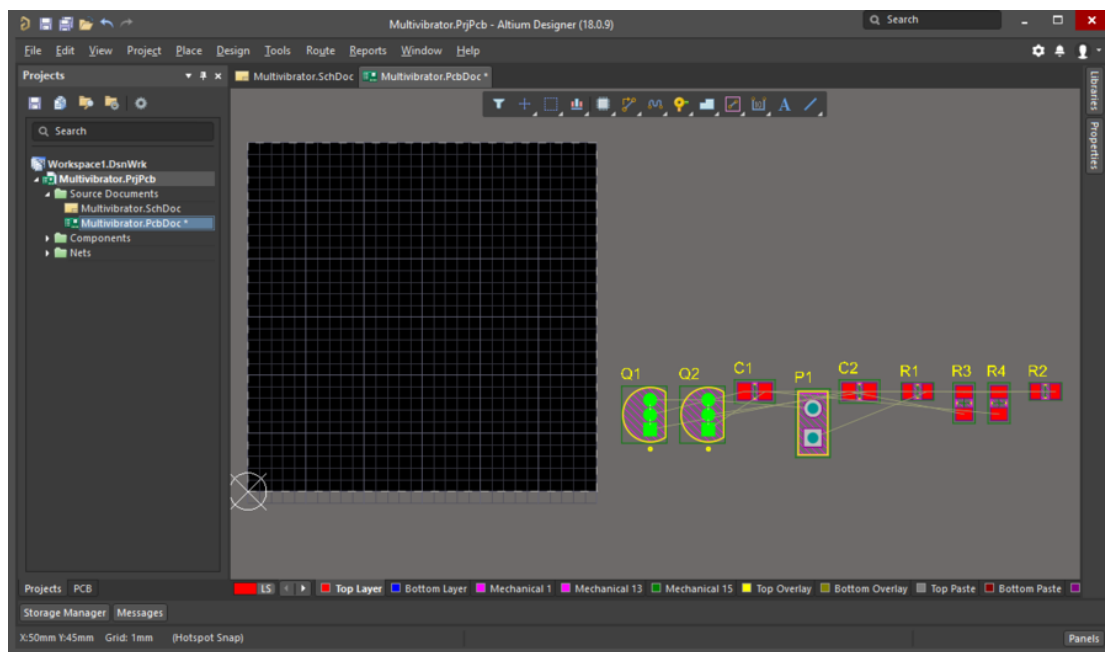 Multivibrator.PrjPcb - Altium Designer (18.0.9)
Search
File Edit View Project Place Design Tools Route Reports Window Help
Projects
Multivibrator.SchDoc
Multivibrator.PcbDoc *
Search
Workspace1.DsnWrk
Multivibrator.PrjPcb
Source Documents
Multivibrator.SchDoc
Multivibrator.PcbDoc *
Components
Nets
Libraries
Properties
Q1 Q2 C1 P1 C2 R1 R3 R4 R2
Projects PCB
LS Top Layer Bottom Layer Mechanical 1 Mechanical 13 Mechanical 15 Top Overlay Bottom Overlay Top Paste Bottom Paste
Storage Manager Messages
X:50mm Y:45mm Grid: 1mm (Hotspot Snap)
Panels